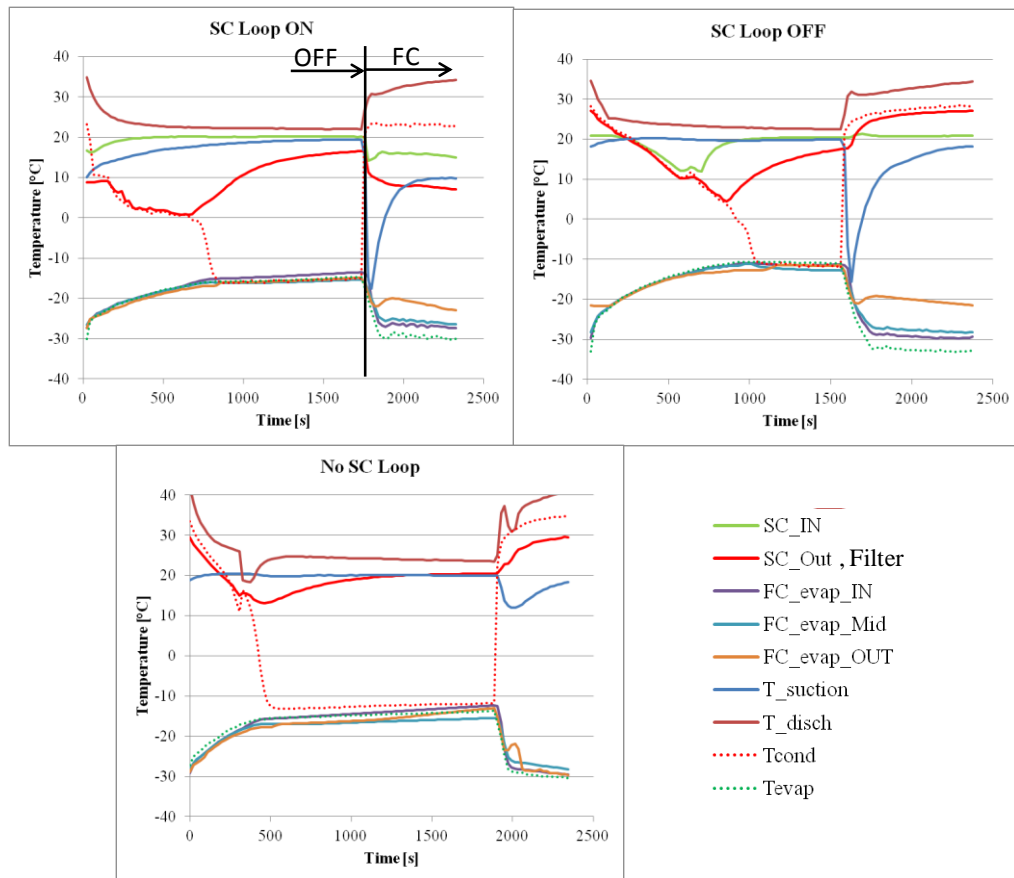 SC Loop ON
OFF
FC
Temperature [°C]
40
30
20
10
0
-10
-20
-30
-40
0
500
1000
1500
2000
2500
Time [s]
SC Loop OFF
Temperature [°C]
40
30
20
10
0
-10
-20
-30
-40
0
500
1000
1500
2000
2500
Time [s]
No SC Loop
Temperature [°C]
40
30
20
10
0
-10
-20
-30
-40
0
500
1000
1500
2000
2500
Time [s]
SC_IN
SC_Out , Filter
FC_evap_IN
FC_evap_Mid
FC_evap_OUT
T_suction
T_disch
Tcond
Tevap